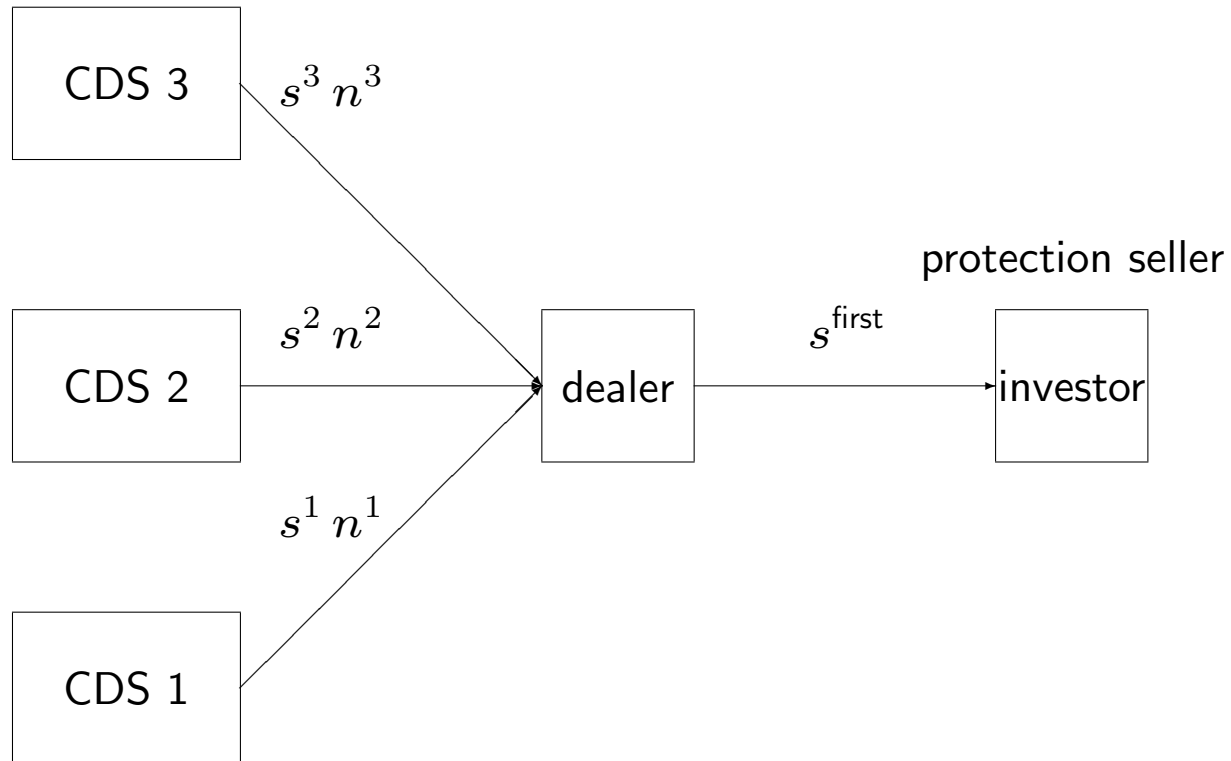 CDS 3
s³ n³
protection seller
CDS 2
s² n²
dealer
s^first
investor
s¹ n¹
CDS 1